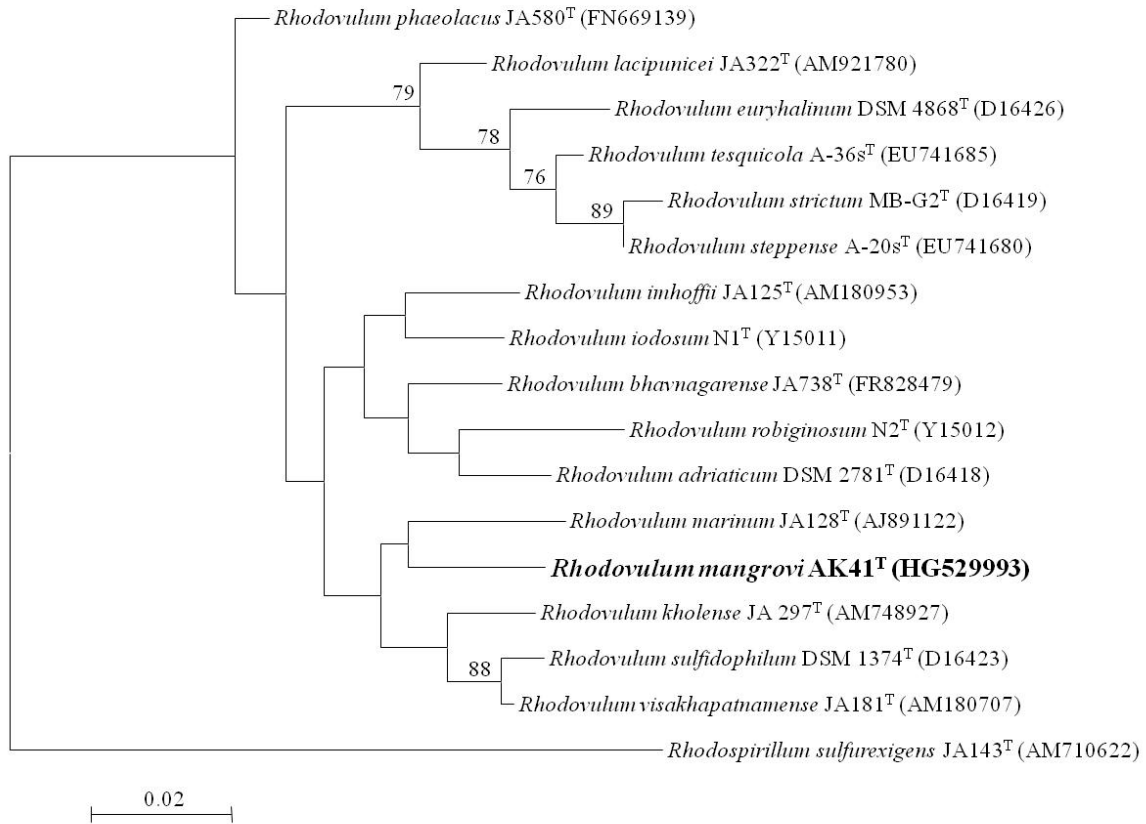 Rhodovulum phaeolacus JA580ᵀ (FN669139)
Rhodovulum lacipunicei JA322ᵀ (AM921780)
79
Rhodovulum euryhalinum DSM 4868ᵀ (D16426)
78
Rhodovulum tesquicola A-36sᵀ (EU741685)
76
Rhodovulum strictum MB-G2ᵀ (D16419)
89
Rhodovulum steppense A-20sᵀ (EU741680)
Rhodovulum imhoffii JA125ᵀ (AM180953)
Rhodovulum iodosum N1ᵀ (Y15011)
Rhodovulum bhavnagarense JA738ᵀ (FR828479)
Rhodovulum robiginosum N2ᵀ (Y15012)
Rhodovulum adriaticum DSM 2781ᵀ (D16418)
Rhodovulum marinum JA128ᵀ (AJ891122)
Rhodovulum mangrovi AK41ᵀ (HG529993)
Rhodovulum kholense JA 297ᵀ (AM748927)
Rhodovulum sulfidophilum DSM 1374ᵀ (D16423)
88
Rhodovulum visakhapatnamense JA181ᵀ (AM180707)
Rhodospirillum sulfurexigens JA143ᵀ (AM710622)
0.02